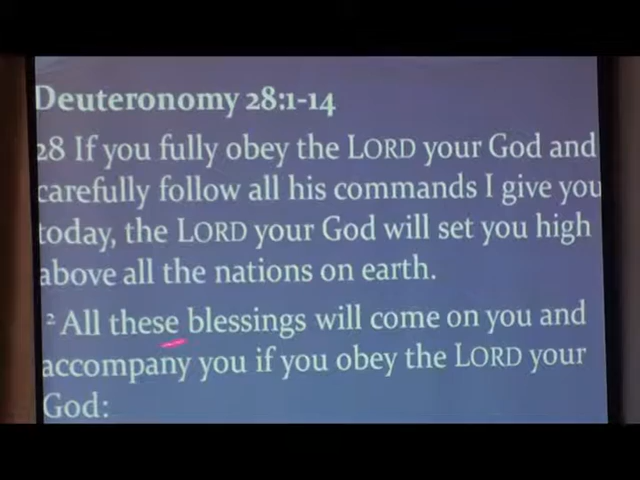 Deuteronomy 28:1-14
28 If you fully obey the LORD your God and
carefully follow all his commands I give you
today, the LORD your God will set you high
above all the nations on earth.
2 All these blessings will come on you and
accompany you if you obey the LORD your
God: